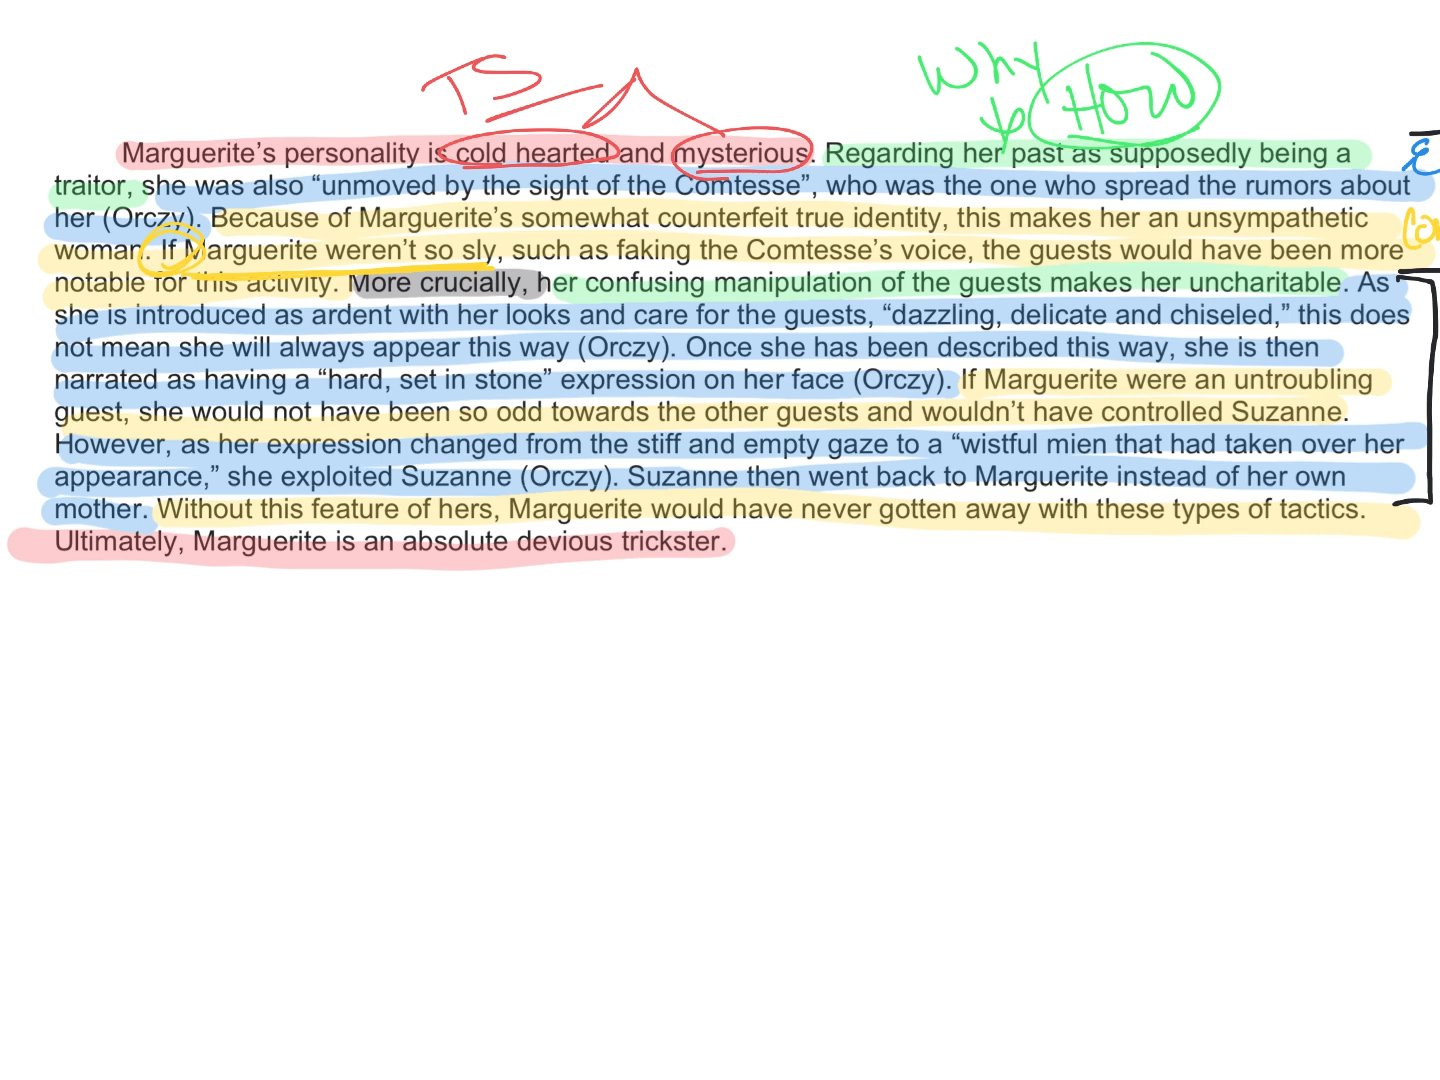 TS
Why
& HOW
Marguerite’s personality is cold hearted and mysterious. Regarding her past as supposedly being a
traitor, she was also “unmoved by the sight of the Comtesse”, who was the one who spread the rumors about
her (Orczy). Because of Marguerite’s somewhat counterfeit true identity, this makes her an unsympathetic
woman. If Marguerite weren’t so sly, such as faking the Comtesse’s voice, the guests would have been more
notable for this activity. More crucially, her confusing manipulation of the guests makes her uncharitable. As
she is introduced as ardent with her looks and care for the guests, “dazzling, delicate and chiseled,” this does
not mean she will always appear this way (Orczy). Once she has been described this way, she is then
narrated as having a “hard, set in stone” expression on her face (Orczy). If Marguerite were an untroubling
guest, she would not have been so odd towards the other guests and wouldn’t have controlled Suzanne.
However, as her expression changed from the stiff and empty gaze to a “wistful mien that had taken over her
appearance,” she exploited Suzanne (Orczy). Suzanne then went back to Marguerite instead of her own
mother. Without this feature of hers, Marguerite would have never gotten away with these types of tactics.
Ultimately, Marguerite is an absolute devious trickster.